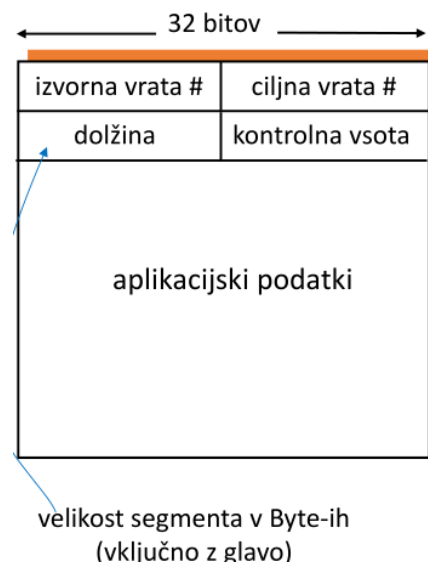 32 bitov
izvorna vrata #
ciljna vrata #
dolžina
kontrolna vsota
aplikacijski podatki
velikost segmenta v Byte-ih
(vključno z glavo)